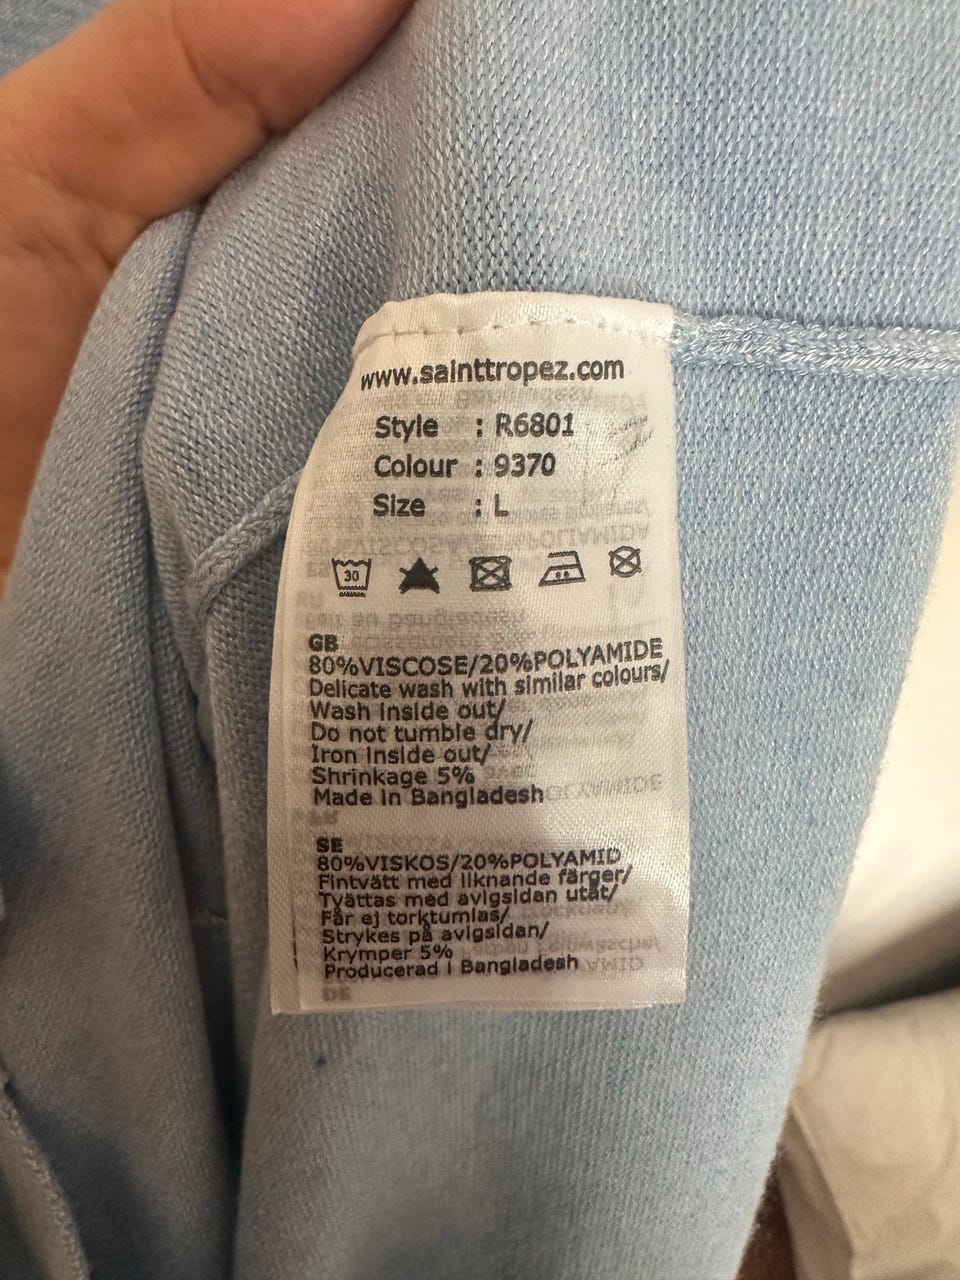 www.sainttropez.com
Style : R6801
Colour : 9370
Size : L
30
GB
80%VISCOSE/20%POLYAMIDE
Delicate wash with similar colours/
Wash inside out/
Do not tumble dry/
Iron inside out/
Shrinkage 5%
Made in Bangladesh
SE
80%VISKOS/20%POLYAMID
Fintvätt med liknande färger/
Tvättas med avigsidan utåt/
Får ej torktumlas/
Strykes på avigsidan/
Krymper 5%
Producerad i Bangladesh
DE